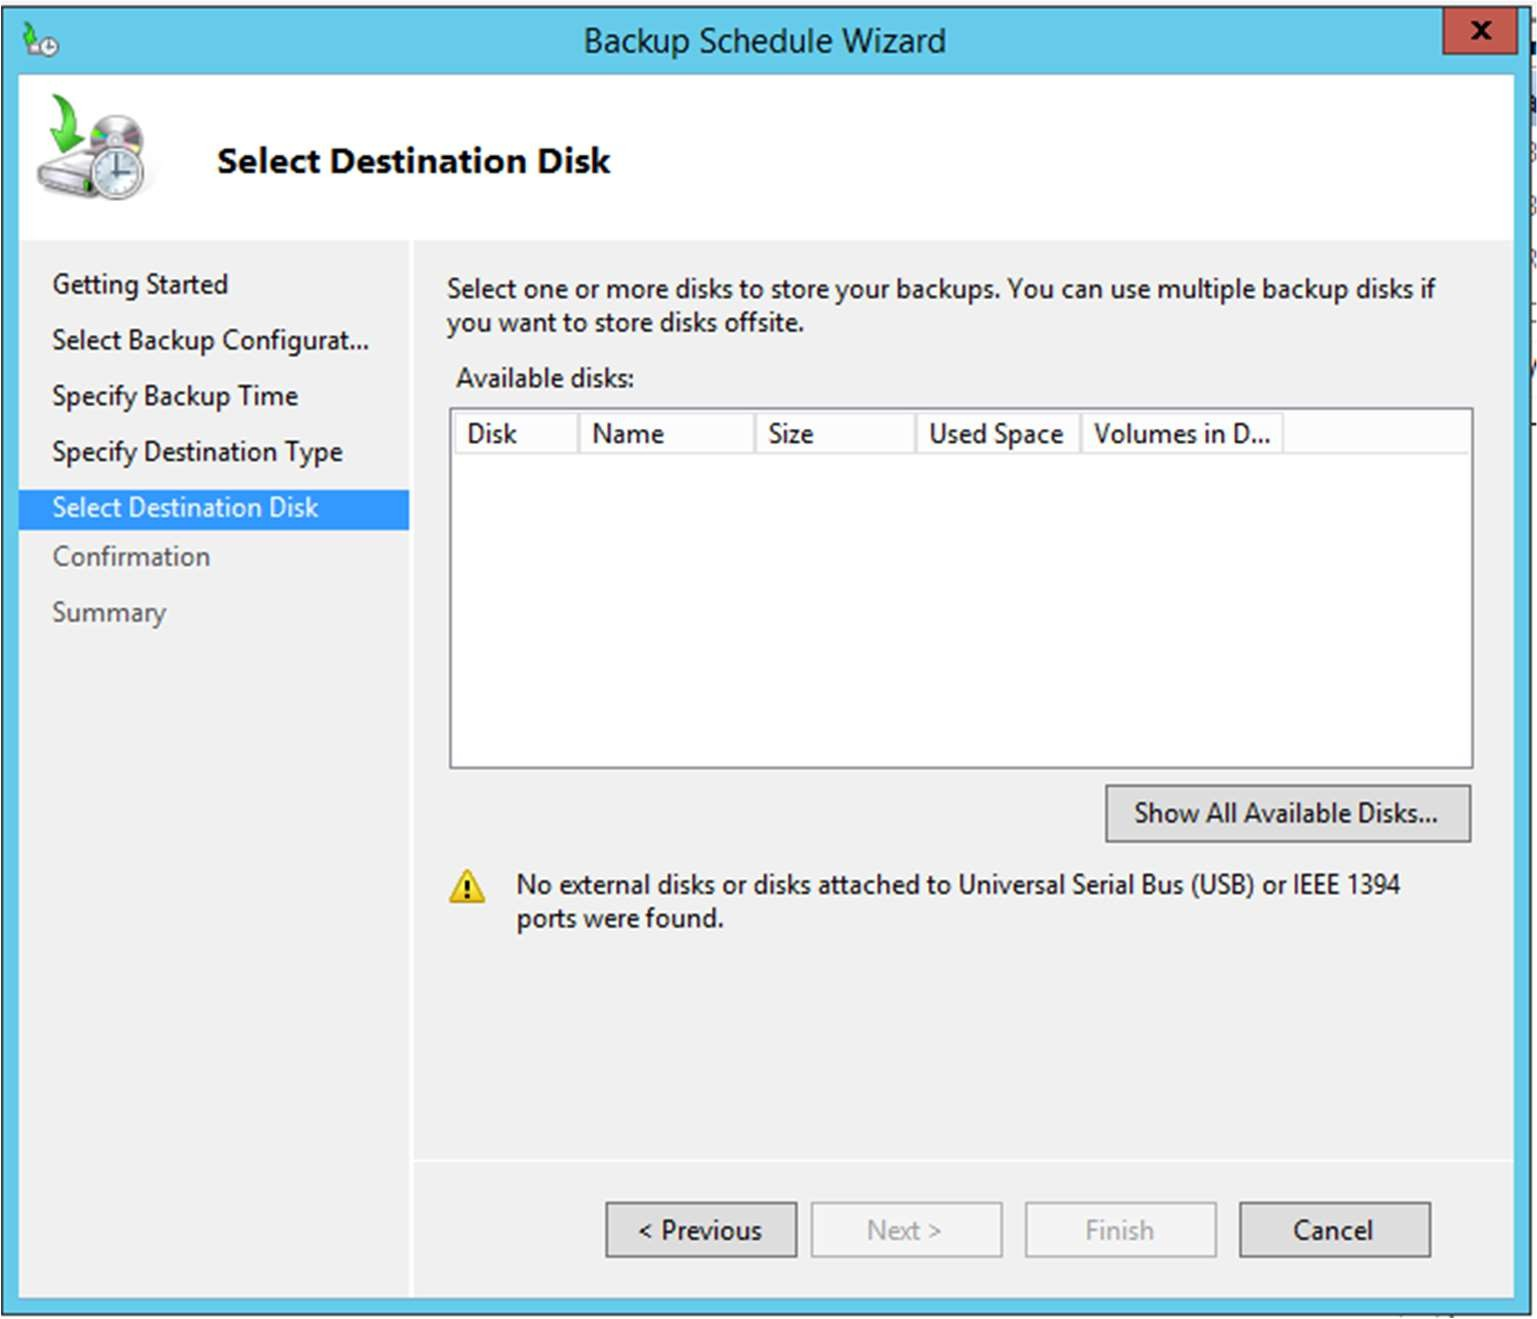 Backup Schedule Wizard
x
Select Destination Disk
Getting Started
Select Backup Configurat...
Specify Backup Time
Specify Destination Type
Select Destination Disk
Confirmation
Summary
Select one or more disks to store your backups. You can use multiple backup disks if
you want to store disks offsite.
Available disks:
Disk Name Size Used Space Volumes in D...
Show All Available Disks...
No external disks or disks attached to Universal Serial Bus (USB) or IEEE 1394
ports were found.
< Previous Next > Finish Cancel